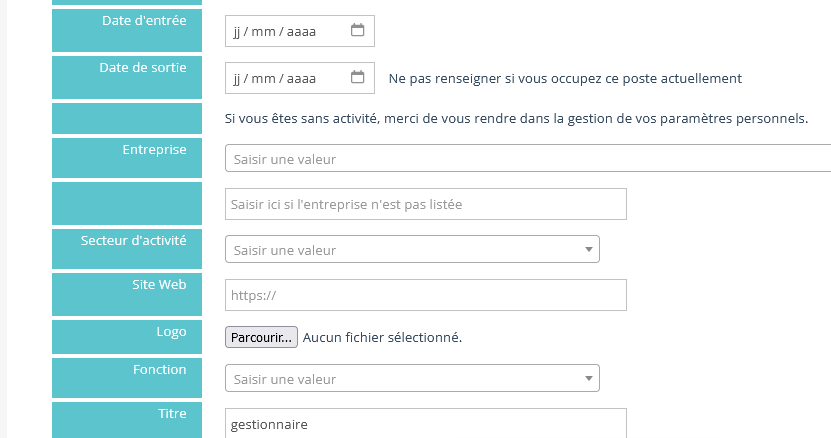 Date d'entrée
jj / mm / aaaa
Date de sortie
jj / mm / aaaa Ne pas renseigner si vous occupez ce poste actuellement
Si vous êtes sans activité, merci de vous rendre dans la gestion de vos paramètres personnels.
Entreprise
Saisir une valeur
Saisir ici si l'entreprise n'est pas listée
Secteur d'activité
Saisir une valeur
Site Web
https://
Logo
Parcourir... Aucun fichier sélectionné.
Fonction
Saisir une valeur
Titre
gestionnaire